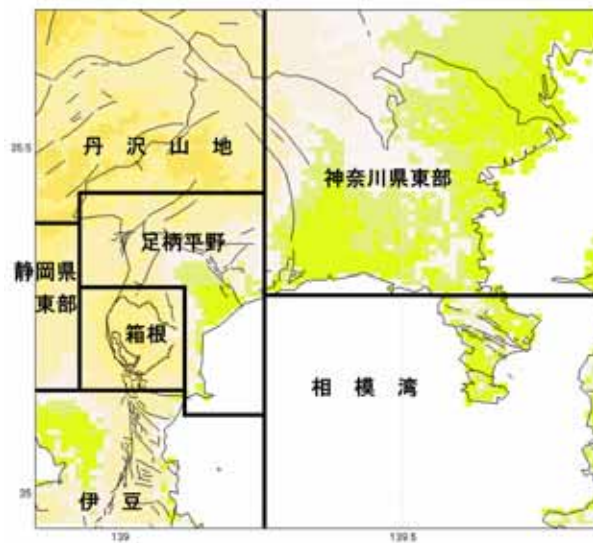 35.5
丹沢山地
神奈川県東部
足柄平野
静岡県
東部
箱根
相模湾
伊豆
35
139
139.5